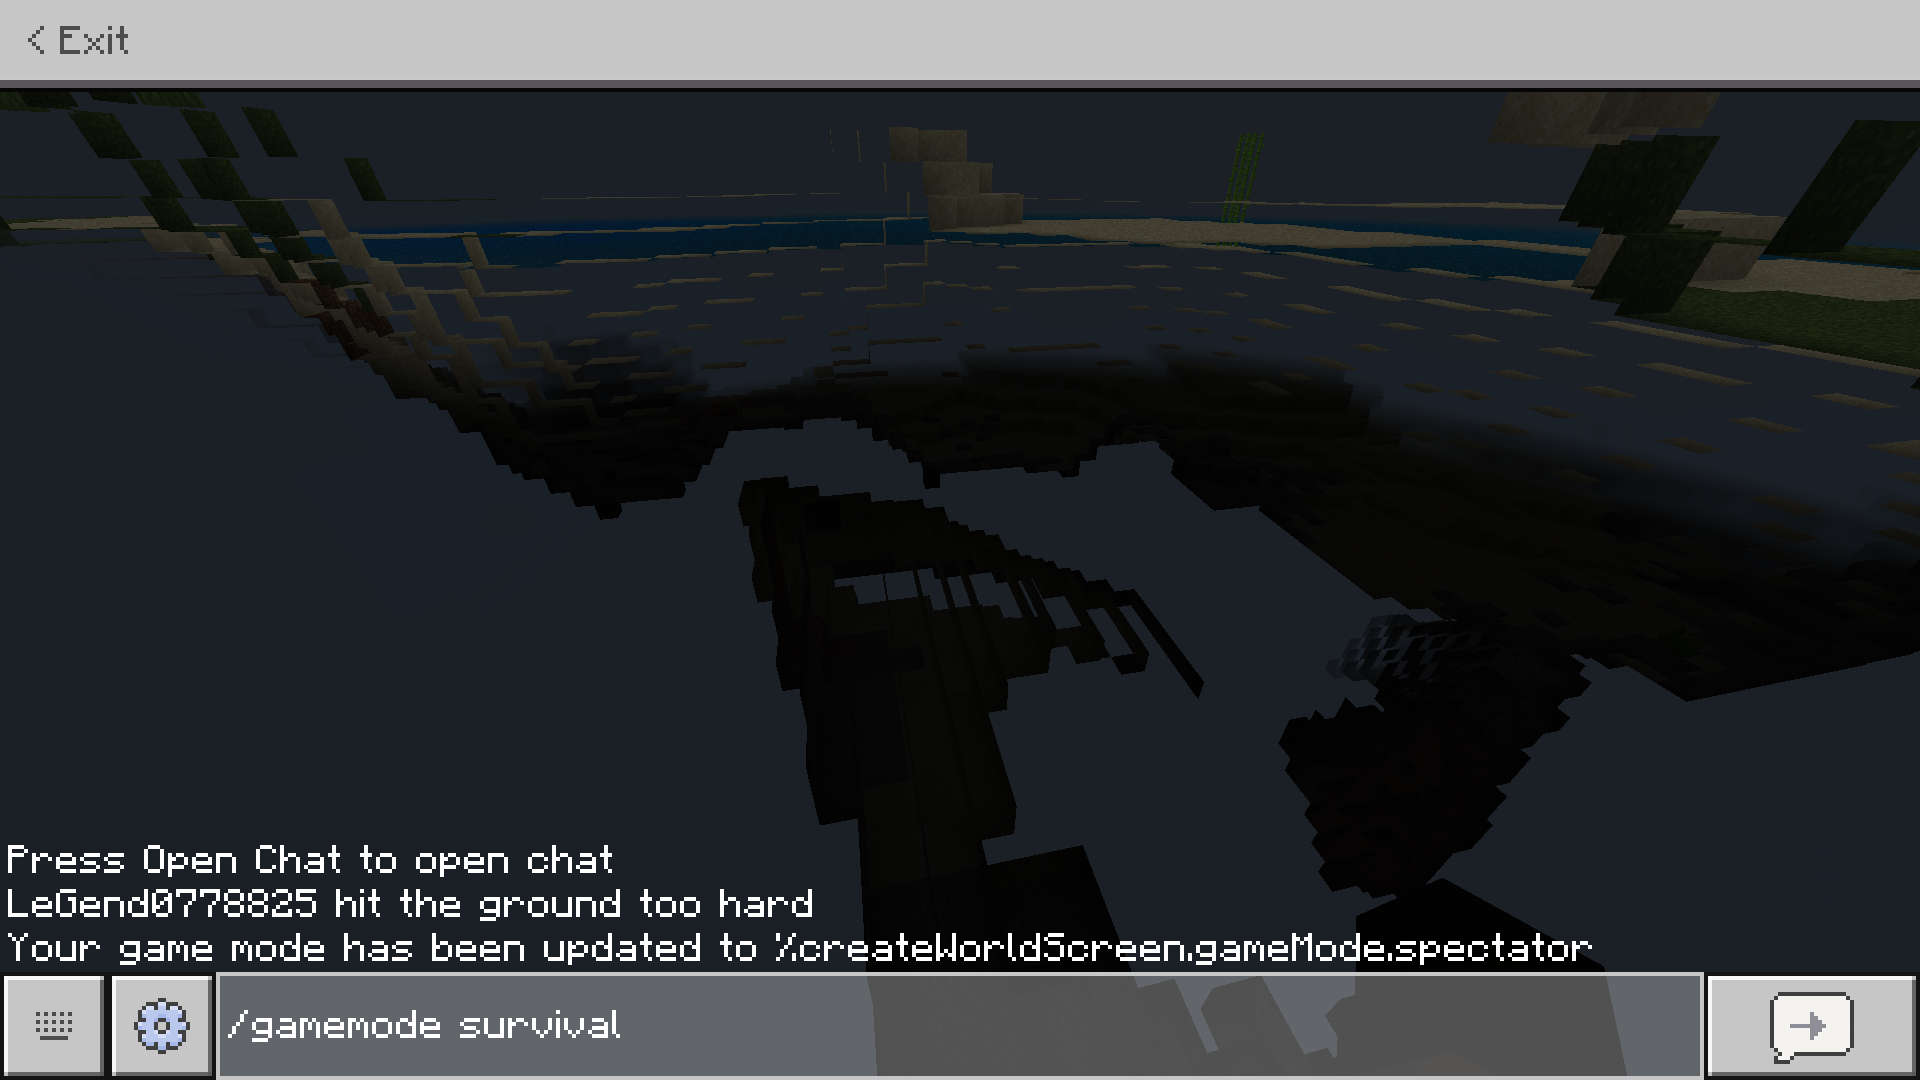 < Exit
Press Open Chat to open chat
LeGend0778825 hit the ground too hard
Your game mode has been updated to %createWorldScreen.gameMode.spectator
/gamemode survival